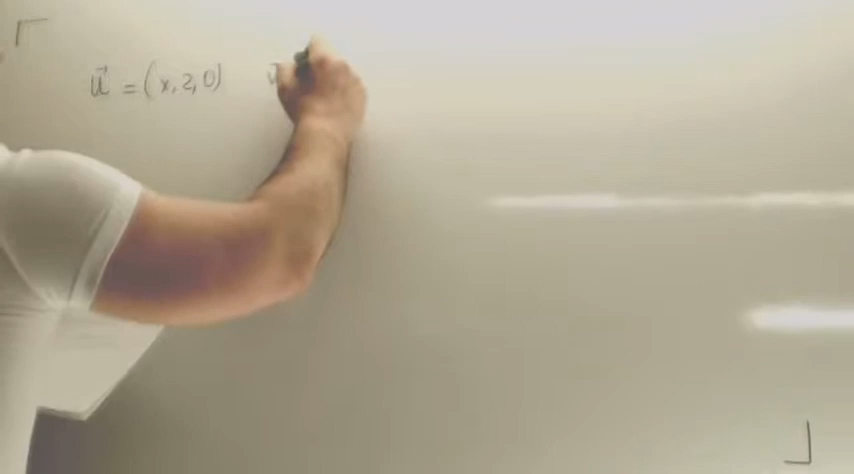 u⃗ = (x, 2, 0)